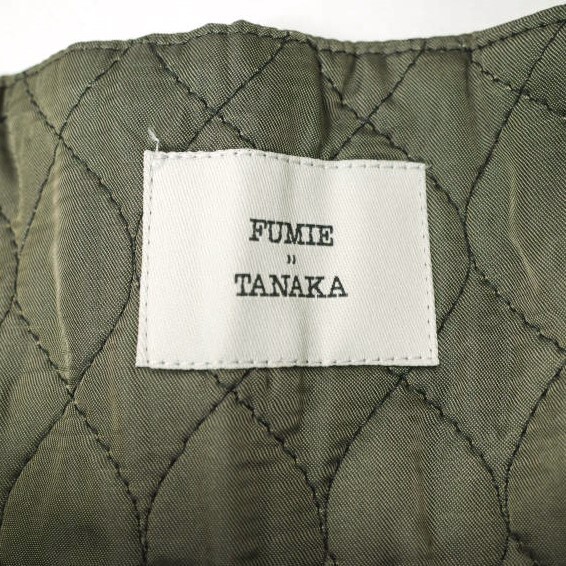 FUMIE
"
TANAKA